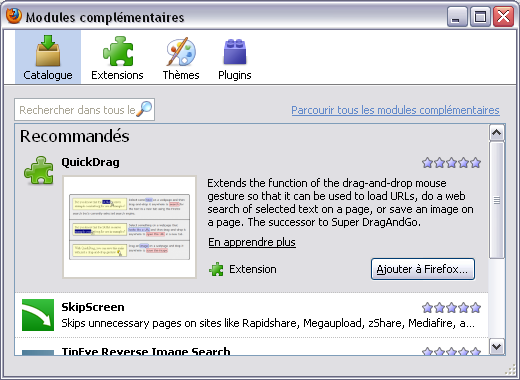 Modules complémentaires
Catalogue
Extensions
Thèmes
Plugins
Rechercher dans tous le
Parcourir tous les modules complémentaires
Recommandés
QuickDrag
Extends the function of the drag-and-drop mouse
gesture so that it can be used to load URLs, do a web
search of selected text on a page, or save an image on
a page. The successor to Super DragAndGo.
En apprendre plus
Extension
Ajouter à Firefox...
SkipScreen
Skips unnecessary pages on sites like Rapidshare, Megaupload, zShare, Mediafire, a...
TinEye Reverse Image Search